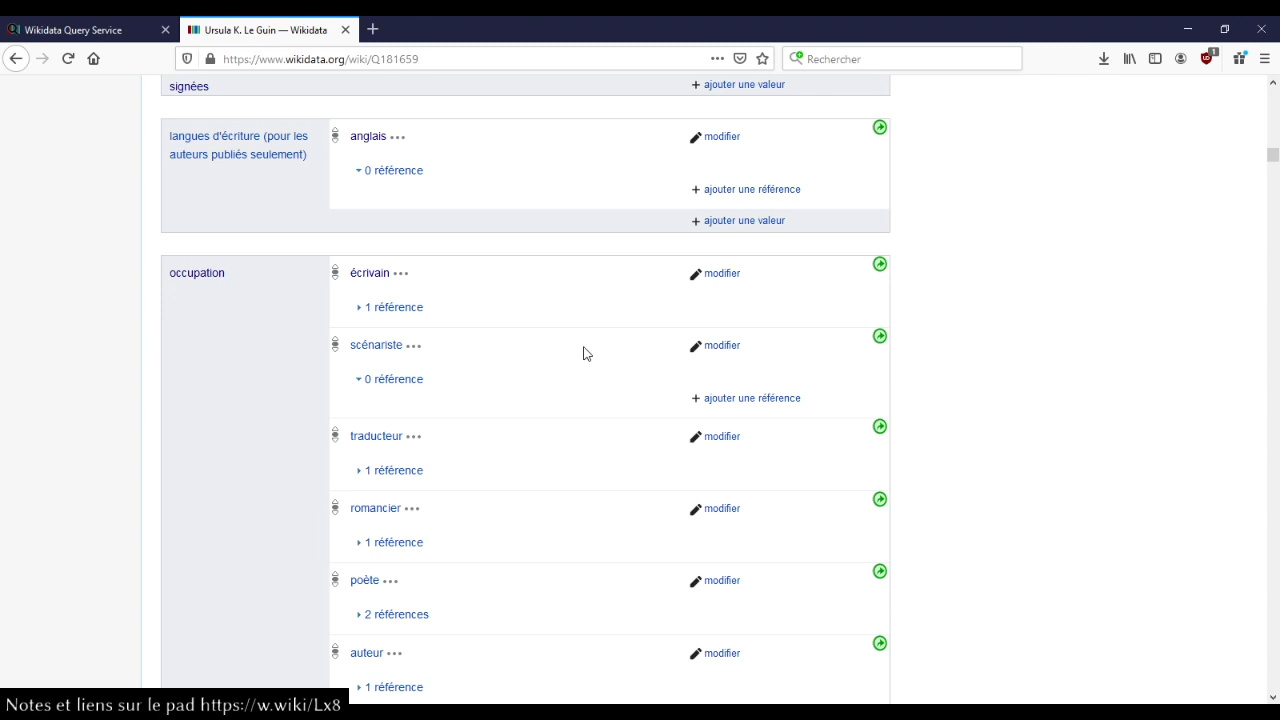 Wikidata Query Service
Ursula K. Le Guin — Wikidata
https://www.wikidata.org/wiki/Q181659
Rechercher
1
signées
+ ajouter une valeur
langues d'écriture (pour les
auteurs publiés seulement)
anglais
modifier
0 référence
+ ajouter une référence
+ ajouter une valeur
occupation
écrivain
modifier
1 référence
scénariste
modifier
0 référence
+ ajouter une référence
traducteur
modifier
1 référence
romancier
modifier
1 référence
poète
modifier
2 références
auteur
modifier
1 référence
Notes et liens sur le pad https://w.wiki/Lx8